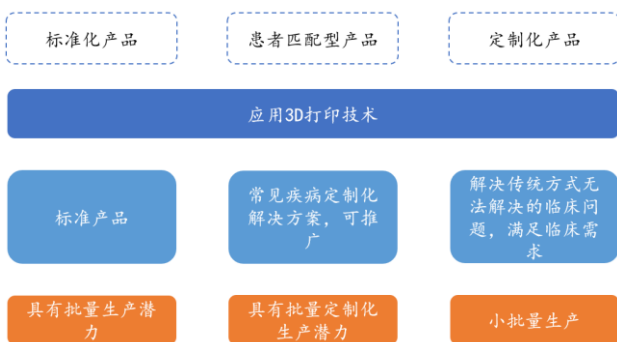 标准化产品
患者匹配型产品
定制化产品
应用3D打印技术
标准产品
常见疾病定制化
解决方案，可推
广
解决传统方式无
法解决的临床问
题，满足临床需
求
具有批量生产潜
力
具有批量定制化
生产潜力
小批量生产